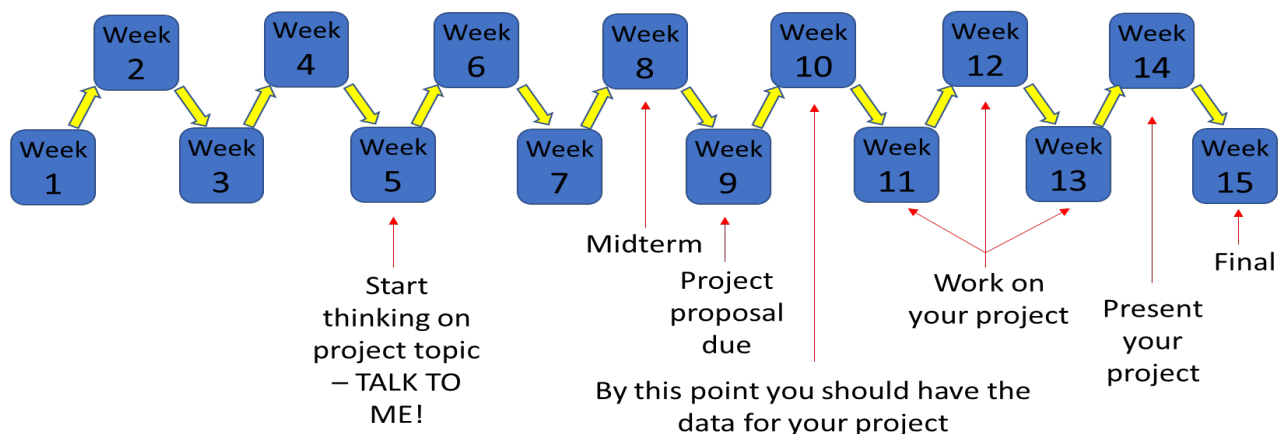 Week
2
Week
4
Week
6
Week
8
Week
10
Week
12
Week
14
Week
1
Week
3
Week
5
Week
7
Week
9
Week
11
Week
13
Week
15
Start
thinking on
project topic
– TALK TO
ME!
Midterm
Project
proposal
due
By this point you should have the
data for your project
Work on
your project
Present
your
project
Final